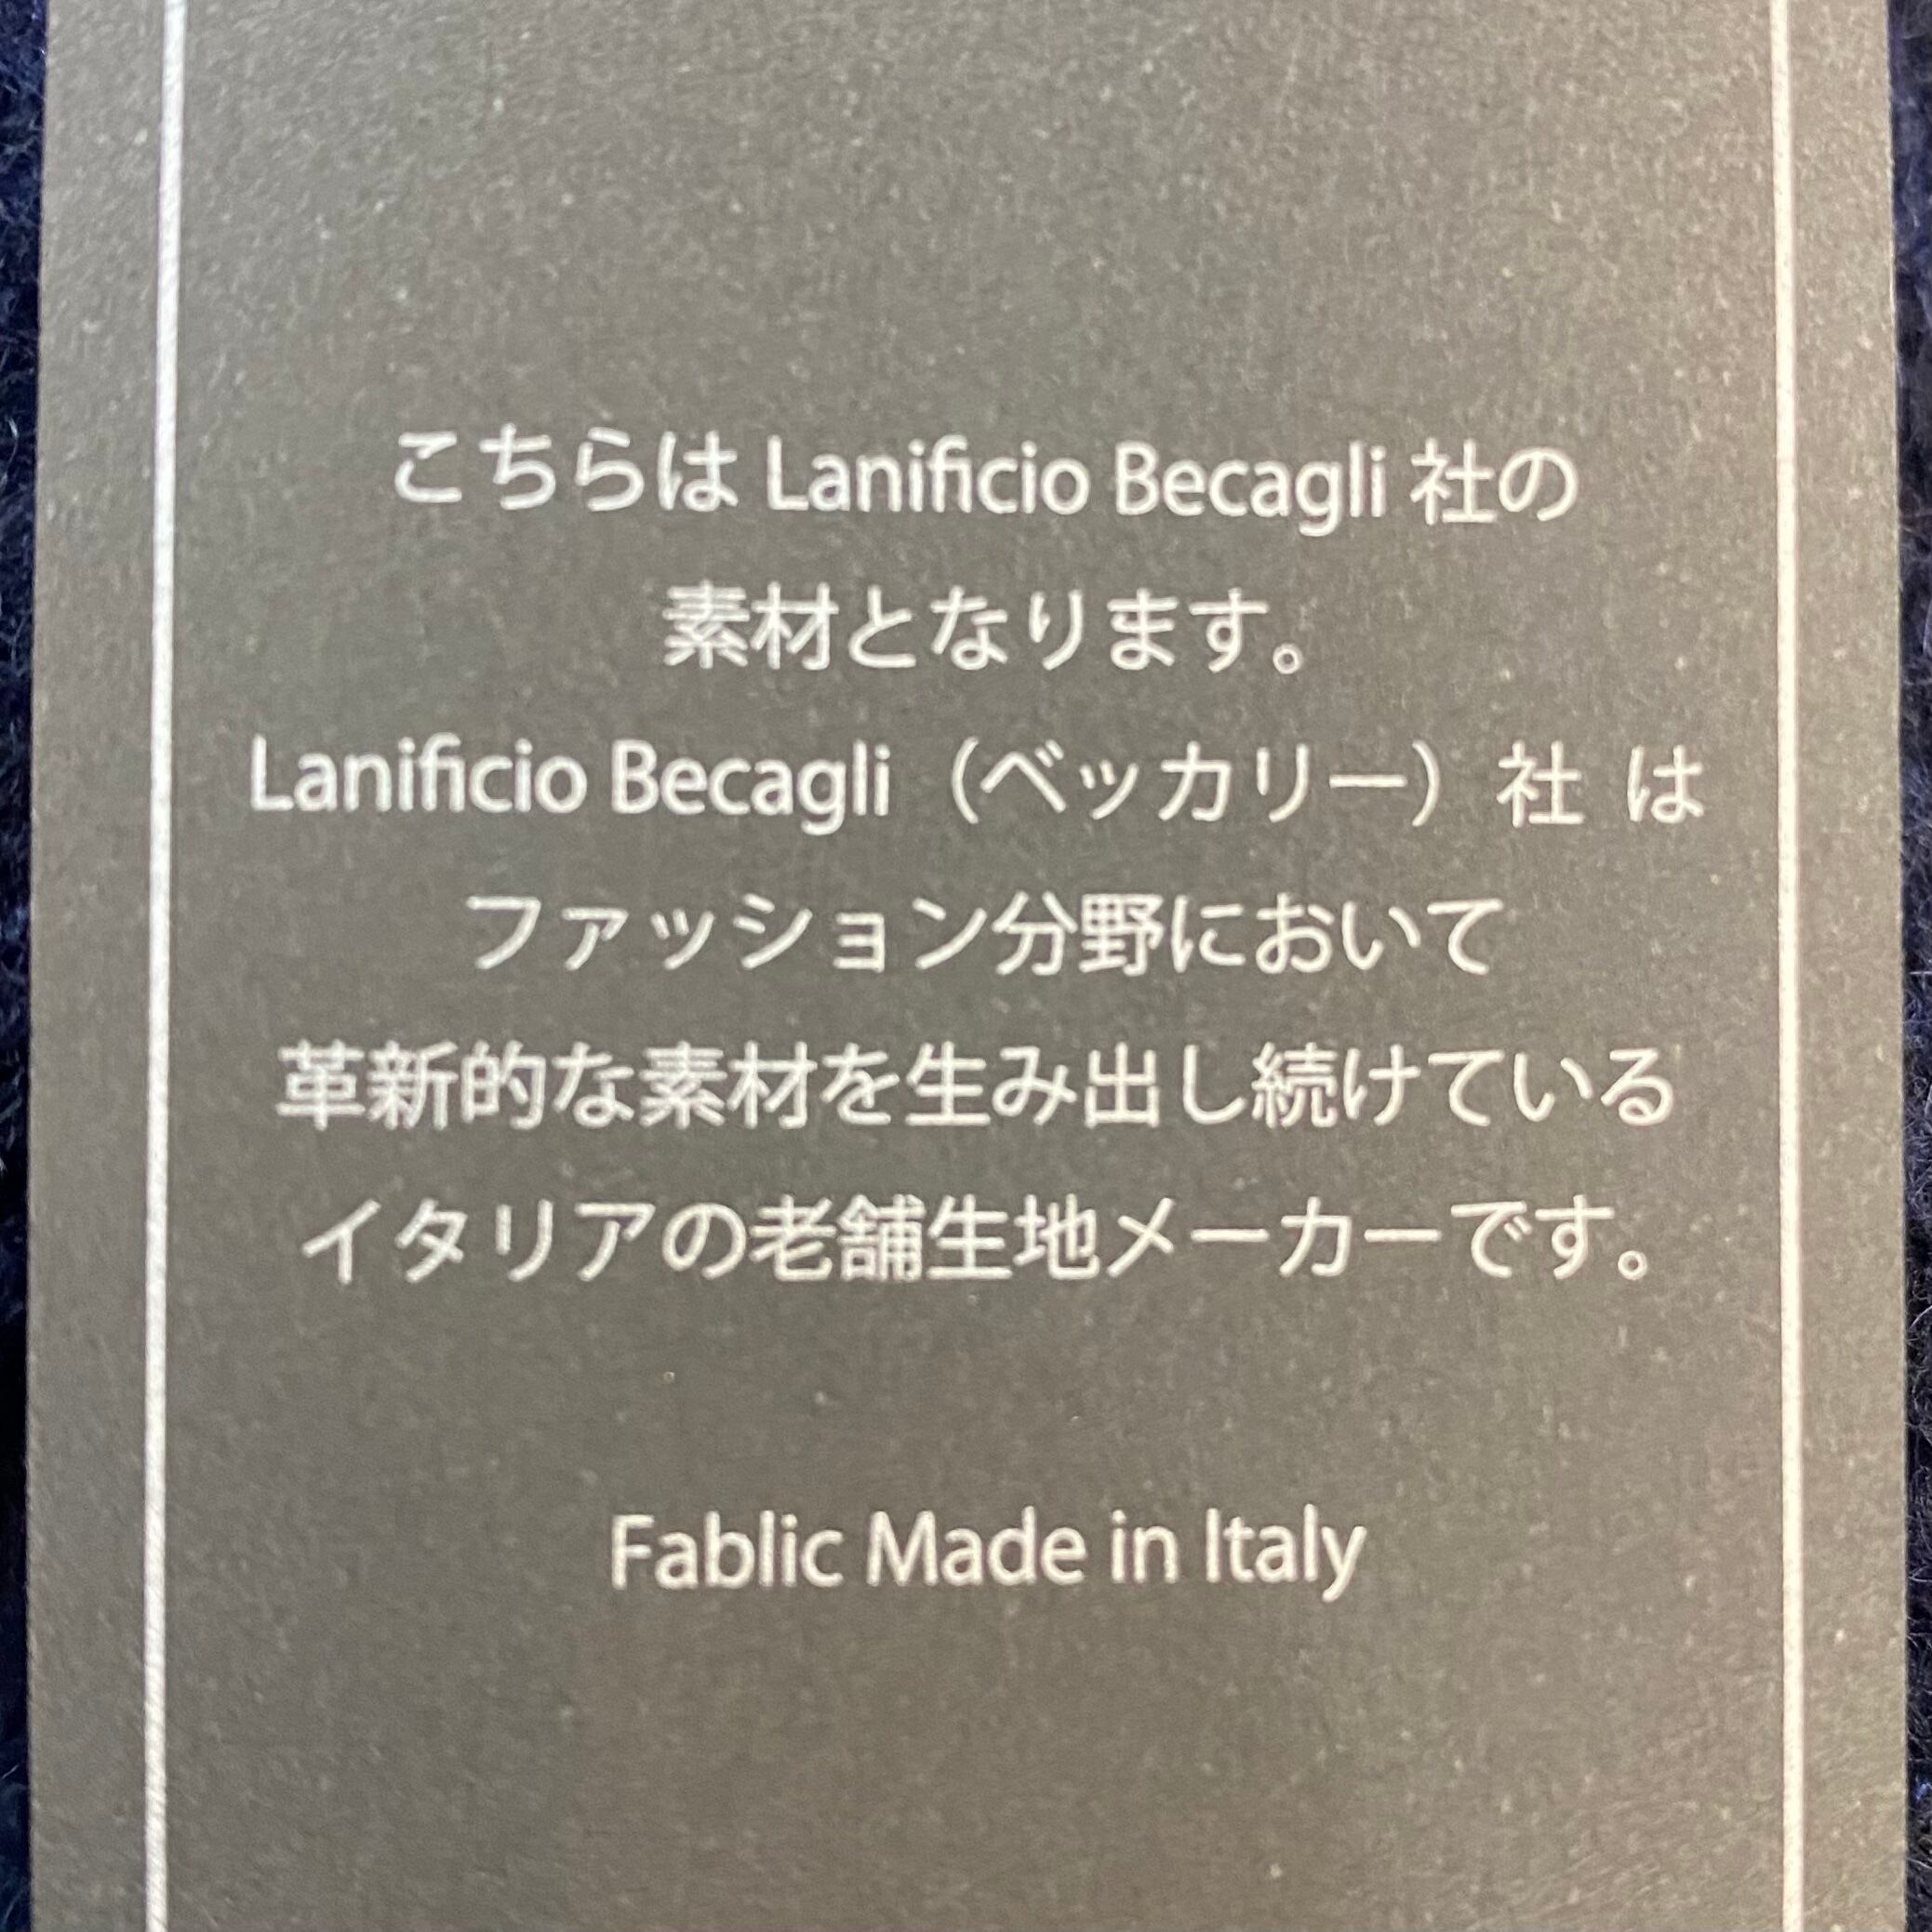 こちらは Lanificio Becagli 社の
素材となります。
Lanificio Becagli（ベッカリー）社 は
ファッション分野において
革新的な素材を生み出し続けている
イタリアの老舗生地メーカーです。
Fablic Made in Italy